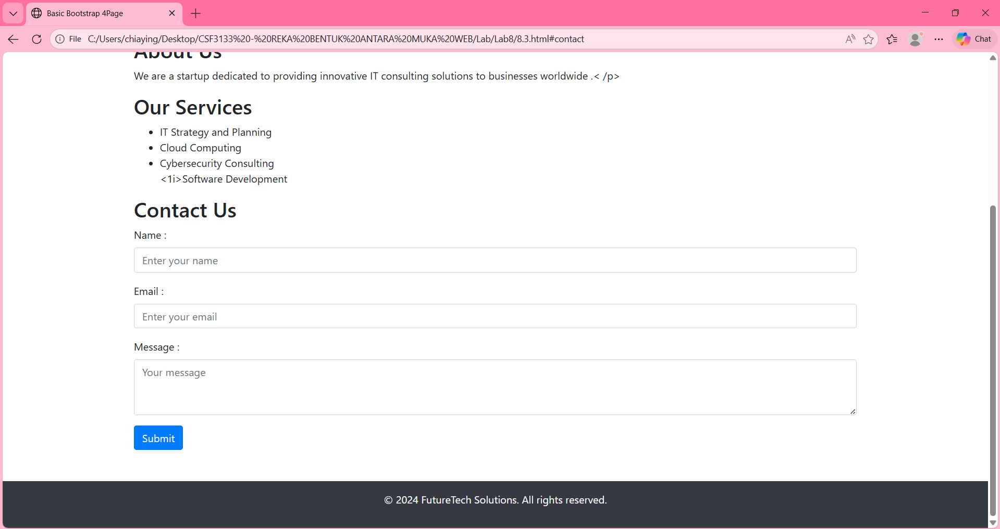 Basic Bootstrap 4Page
File C:/Users/chiaying/Desktop/CSF3133%20-%20REKA%20BENTUK%20ANTARA%20MUKA%20WEB/Lab/Lab8/8.3.html#contact
Chat
About Us
We are a startup dedicated to providing innovative IT consulting solutions to businesses worldwide .< /p>
Our Services
IT Strategy and Planning
Cloud Computing
Cybersecurity Consulting
<1i>Software Development
Contact Us
Name :
Enter your name
Email :
Enter your email
Message :
Your message
Submit
© 2024 FutureTech Solutions. All rights reserved.